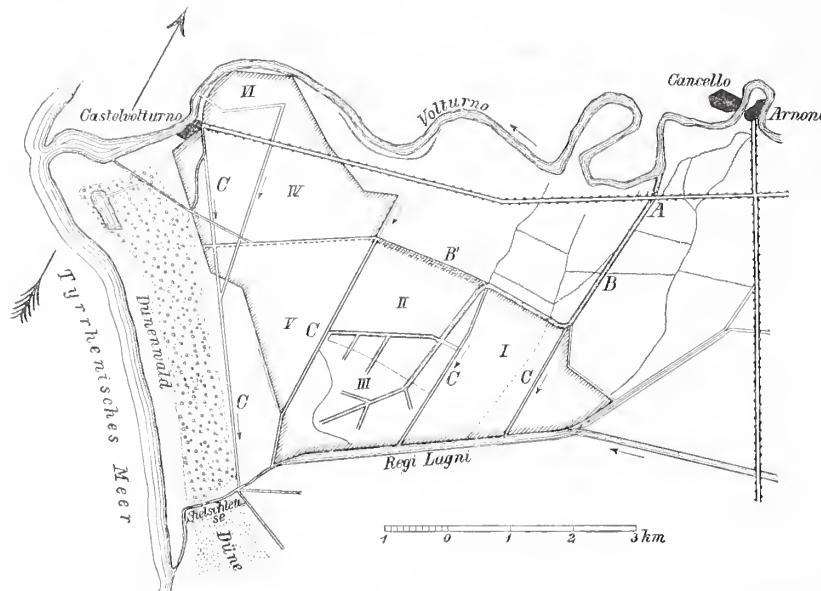 Cancello
Arnone
Castelvolturno
Volturno
VI
C
IV
A
B'
B
II
V
C
I
III
C
C
C
Tyrrhenisches Meer
Dünenwald
Regi Lagni
Düne
1 0 1 2 3 km